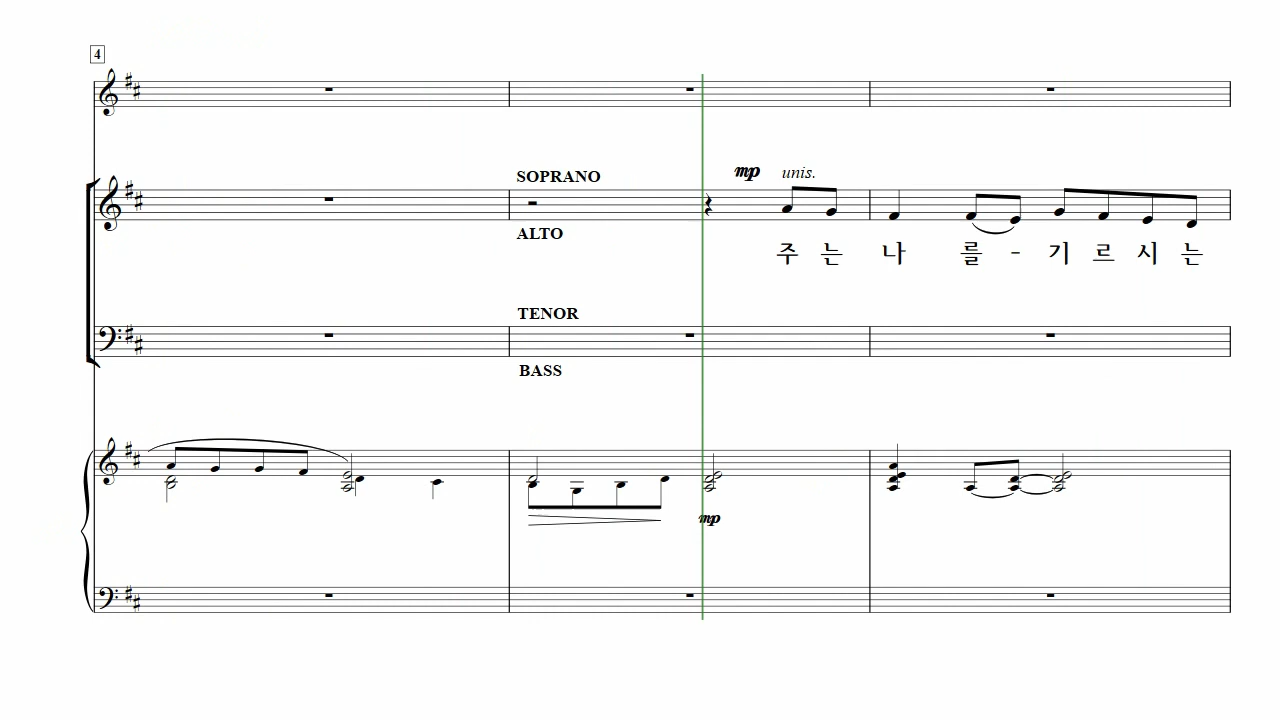 4
SOPRANO
mp unis.
ALTO
주 는 나 를 - 기 르 시 는
TENOR
BASS
mp